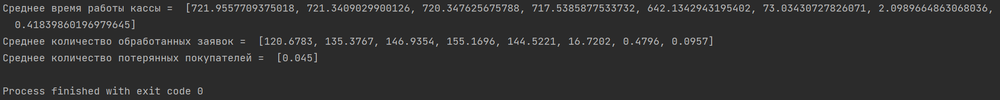 Среднее время работы кассы =  [721.9557709375018, 721.3409029900126, 720.347625675788, 717.5385877533732, 642.1342943195402, 73.03430727826071, 2.0989664863068036,
  0.41839860196979645]
Среднее количество обработанных заявок =  [120.6783, 135.3767, 146.9354, 155.1696, 144.5221, 16.7202, 0.4796, 0.0957]
Среднее количество потерянных покупателей =  [0.045]
Process finished with exit code 0